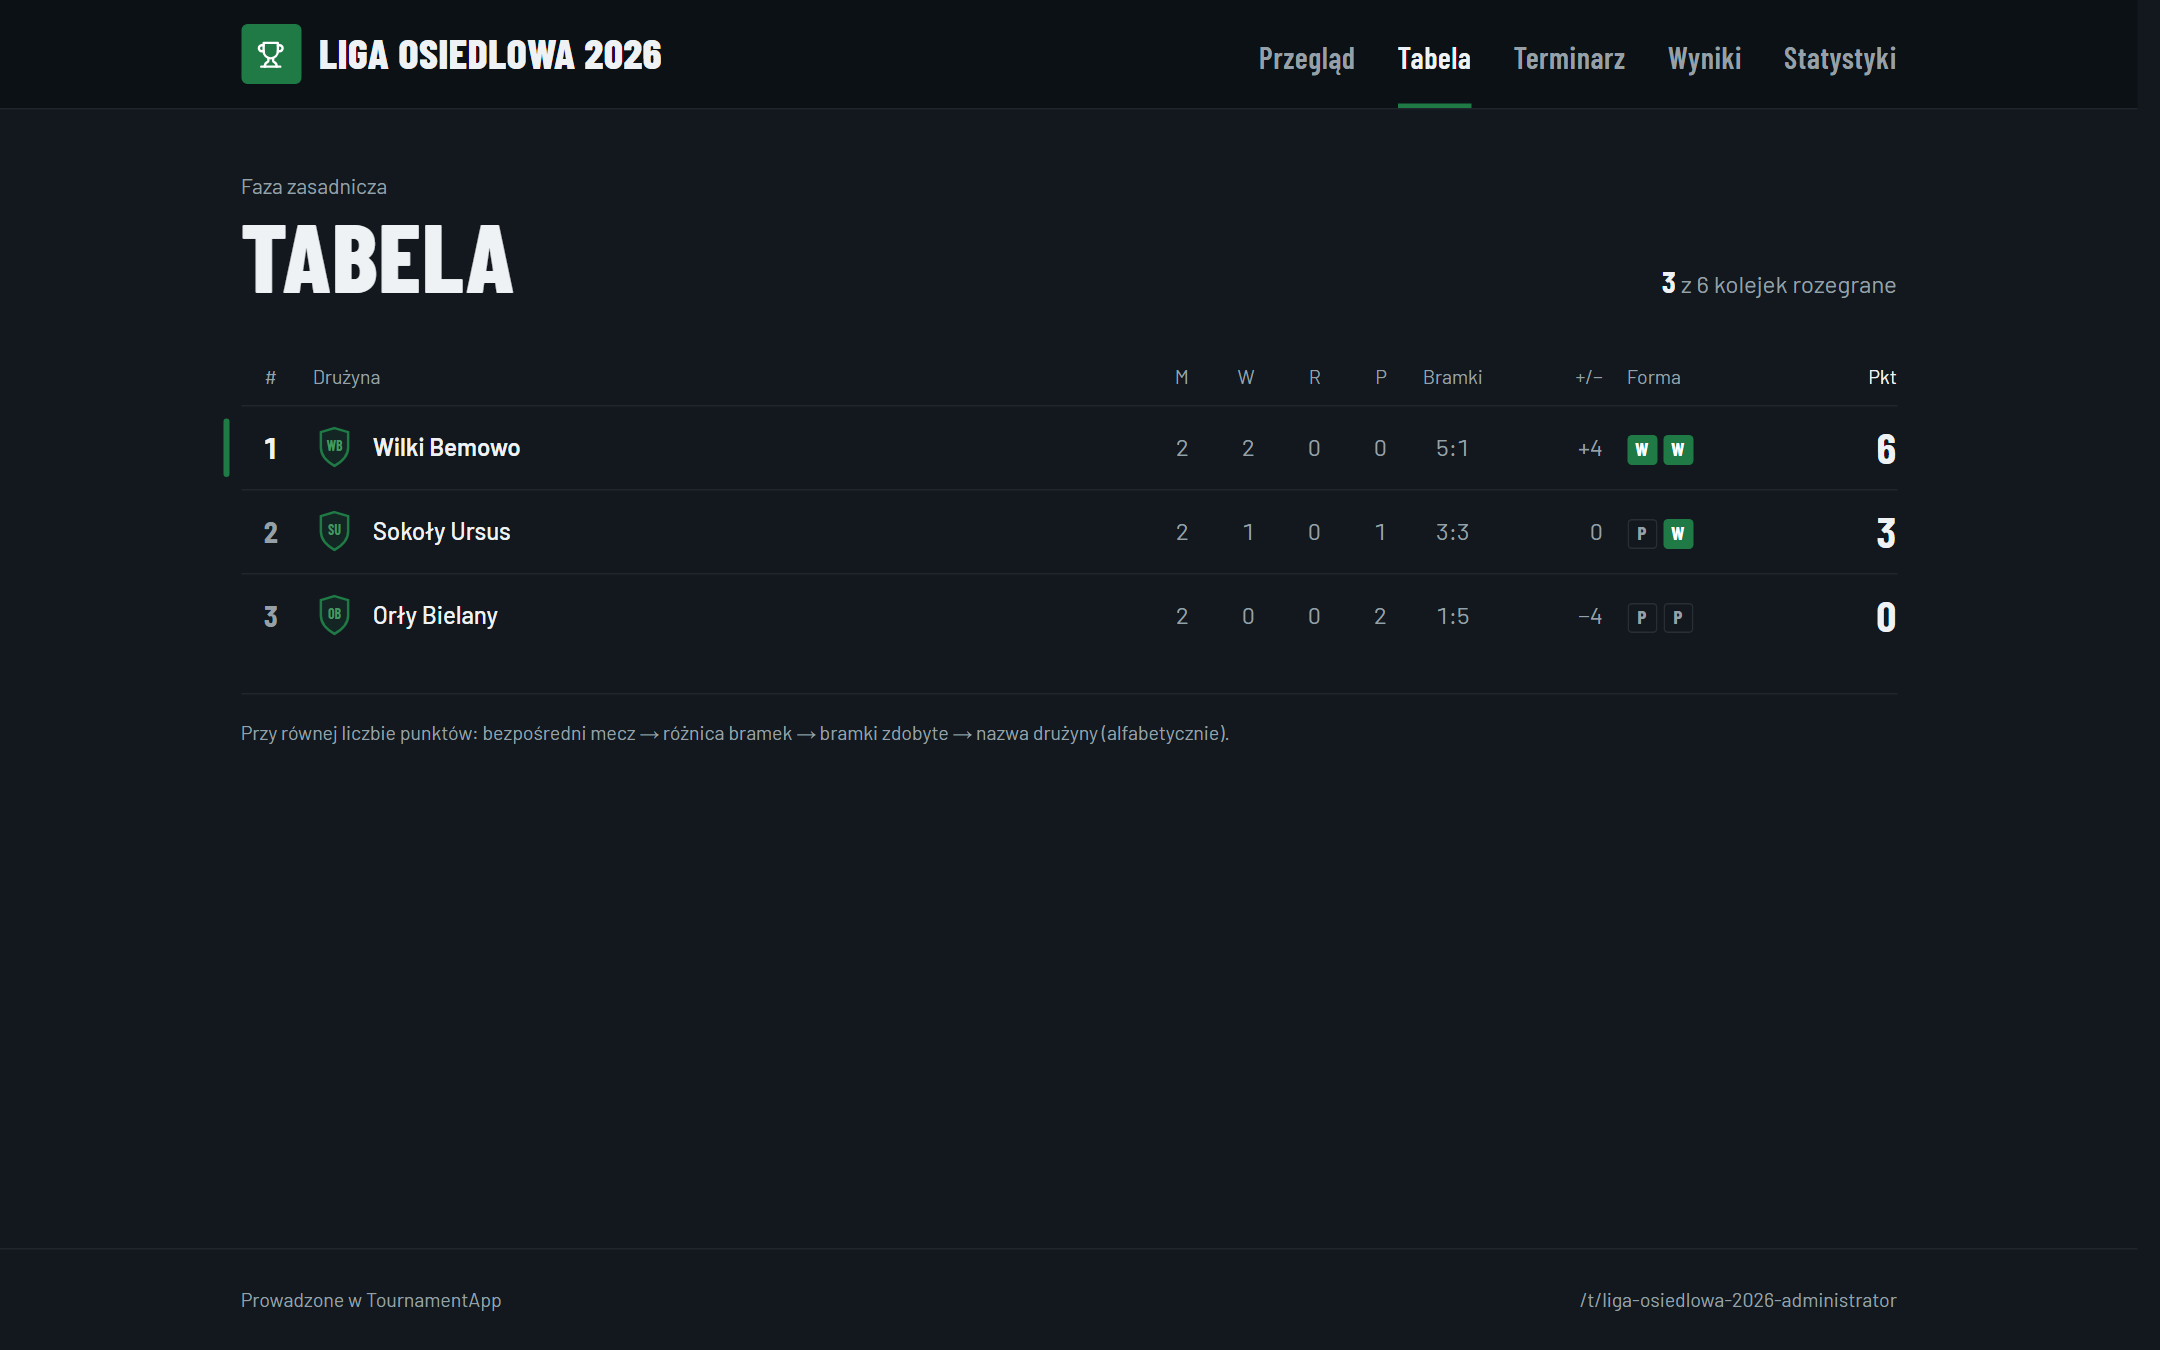 LIGA OSIEDLOWA 2026
Przegląd Tabela Terminarz Wyniki Statystyki
Faza zasadnicza
TABELA
3 z 6 kolejek rozegrane
# Drużyna M W R P Bramki +/− Forma Pkt
1 WB Wilki Bemowo 2 2 0 0 5:1 +4 W W 6
2 SU Sokoły Ursus 2 1 0 1 3:3 0 P W 3
3 OB Orły Bielany 2 0 0 2 1:5 −4 P P 0
Przy równej liczbie punktów: bezpośredni mecz → różnica bramek → bramki zdobyte → nazwa drużyny (alfabetycznie).
Prowadzone w TournamentApp
/t/liga-osiedlowa-2026-administrator